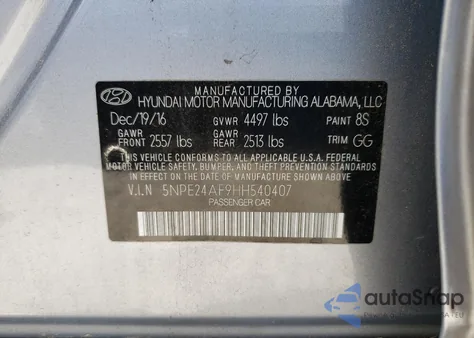 MANUFACTURED BY
HYUNDAI MOTOR MANUFACTURING ALABAMA, LLC
Dec/19/16 GVWR 4497 lbs PAINT 8S
GAWR FRONT 2557 lbs GAWR REAR 2513 lbs TRIM GG
THIS VEHICLE CONFORMS TO ALL APPLICABLE U.S.A. FEDERAL
MOTOR VEHICLE SAFETY, BUMPER, AND THEFT PREVENTION
STANDARDS IN EFFECT ON THE DATE OF MANUFACTURE SHOWN ABOVE.
V.I.N 5NPE24AF9HH540407
PASSENGER CAR
autoSnap